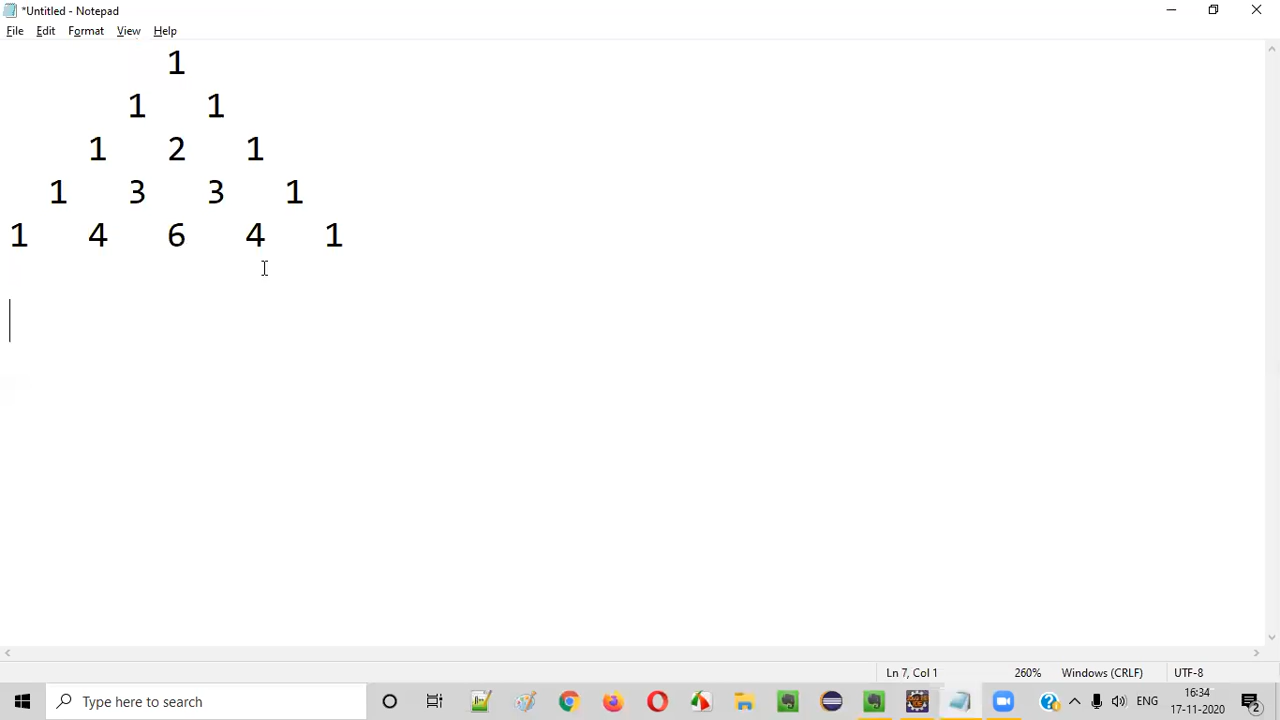 *Untitled - Notepad
File Edit Format View Help
1
1 1
1 2 1
1 3 3 1
1 4 6 4 1
Ln 7, Col 1 260% Windows (CRLF) UTF-8
Type here to search
ENG
16:34
17-11-2020
2